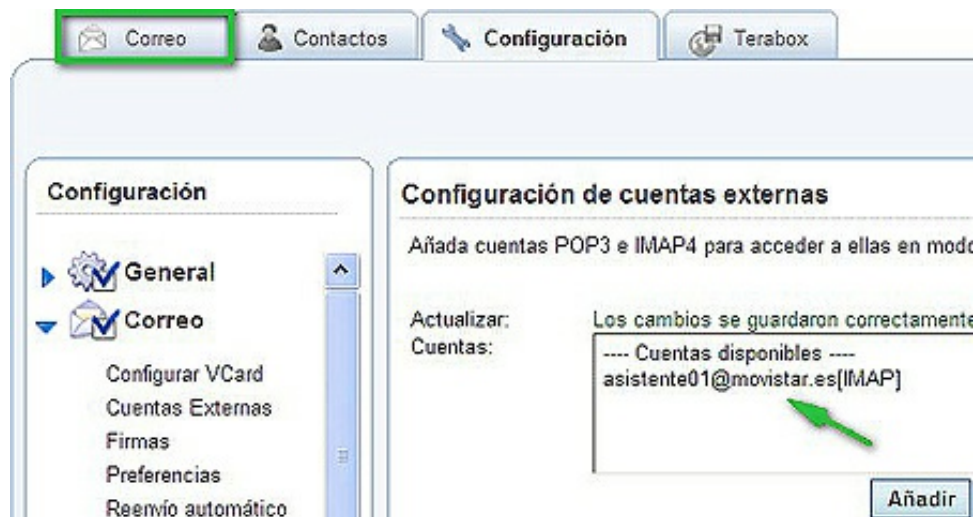 Correo Contactos Configuración Terabox
Configuración
General
Correo
Configurar VCard
Cuentas Externas
Firmas
Preferencias
Reenvío automático
Configuración de cuentas externas
Añada cuentas POP3 e IMAP4 para acceder a ellas en modo
Actualizar: Los cambios se guardaron correctamente
Cuentas:
---- Cuentas disponibles ----
asistente01@movistar.es[IMAP]
Añadir